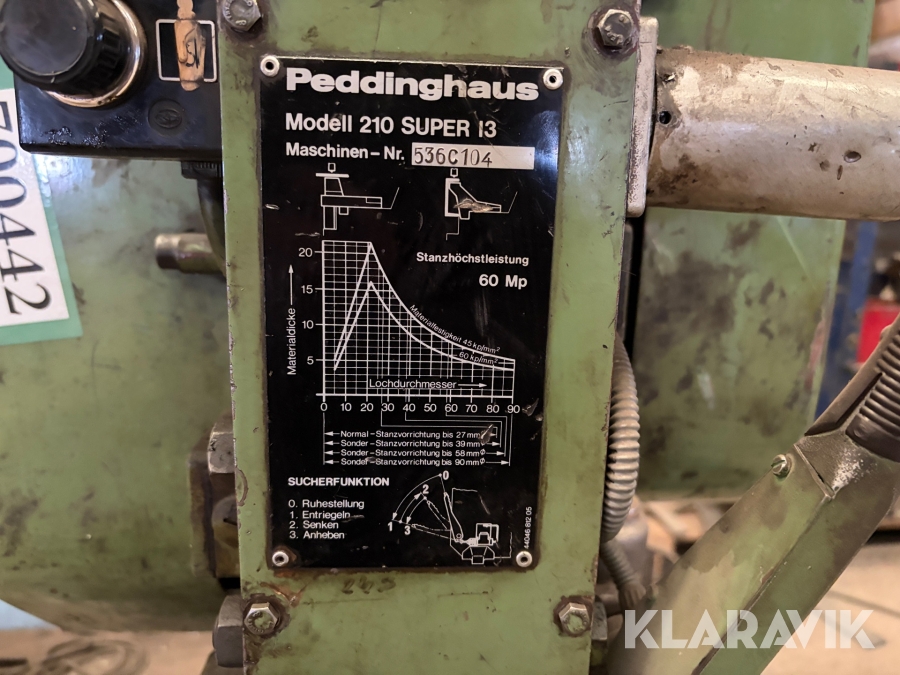 Peddinghaus
Modell 210 SUPER 13
Maschinen-Nr. 536C104
Stanzhöchstleistung
60 Mp
Materialdicke
20
15
10
5
Materialfestigkeit 45 kp/mm²
60 kp/mm²
Lochdurchmesser
0 10 20 30 40 50 60 70 80 90
Normal-Stanzvorrichtung bis 27 mm ø
Sonder-Stanzvorrichtung bis 39 mm ø
Sonder-Stanzvorrichtung bis 58 mm ø
Sonder-Stanzvorrichtung bis 90 mm ø
SUCHERFUNKTION
0. Ruhestellung
1. Entriegeln
2. Senken
3. Anheben
0
2
1
3
700442
KLARAVIK